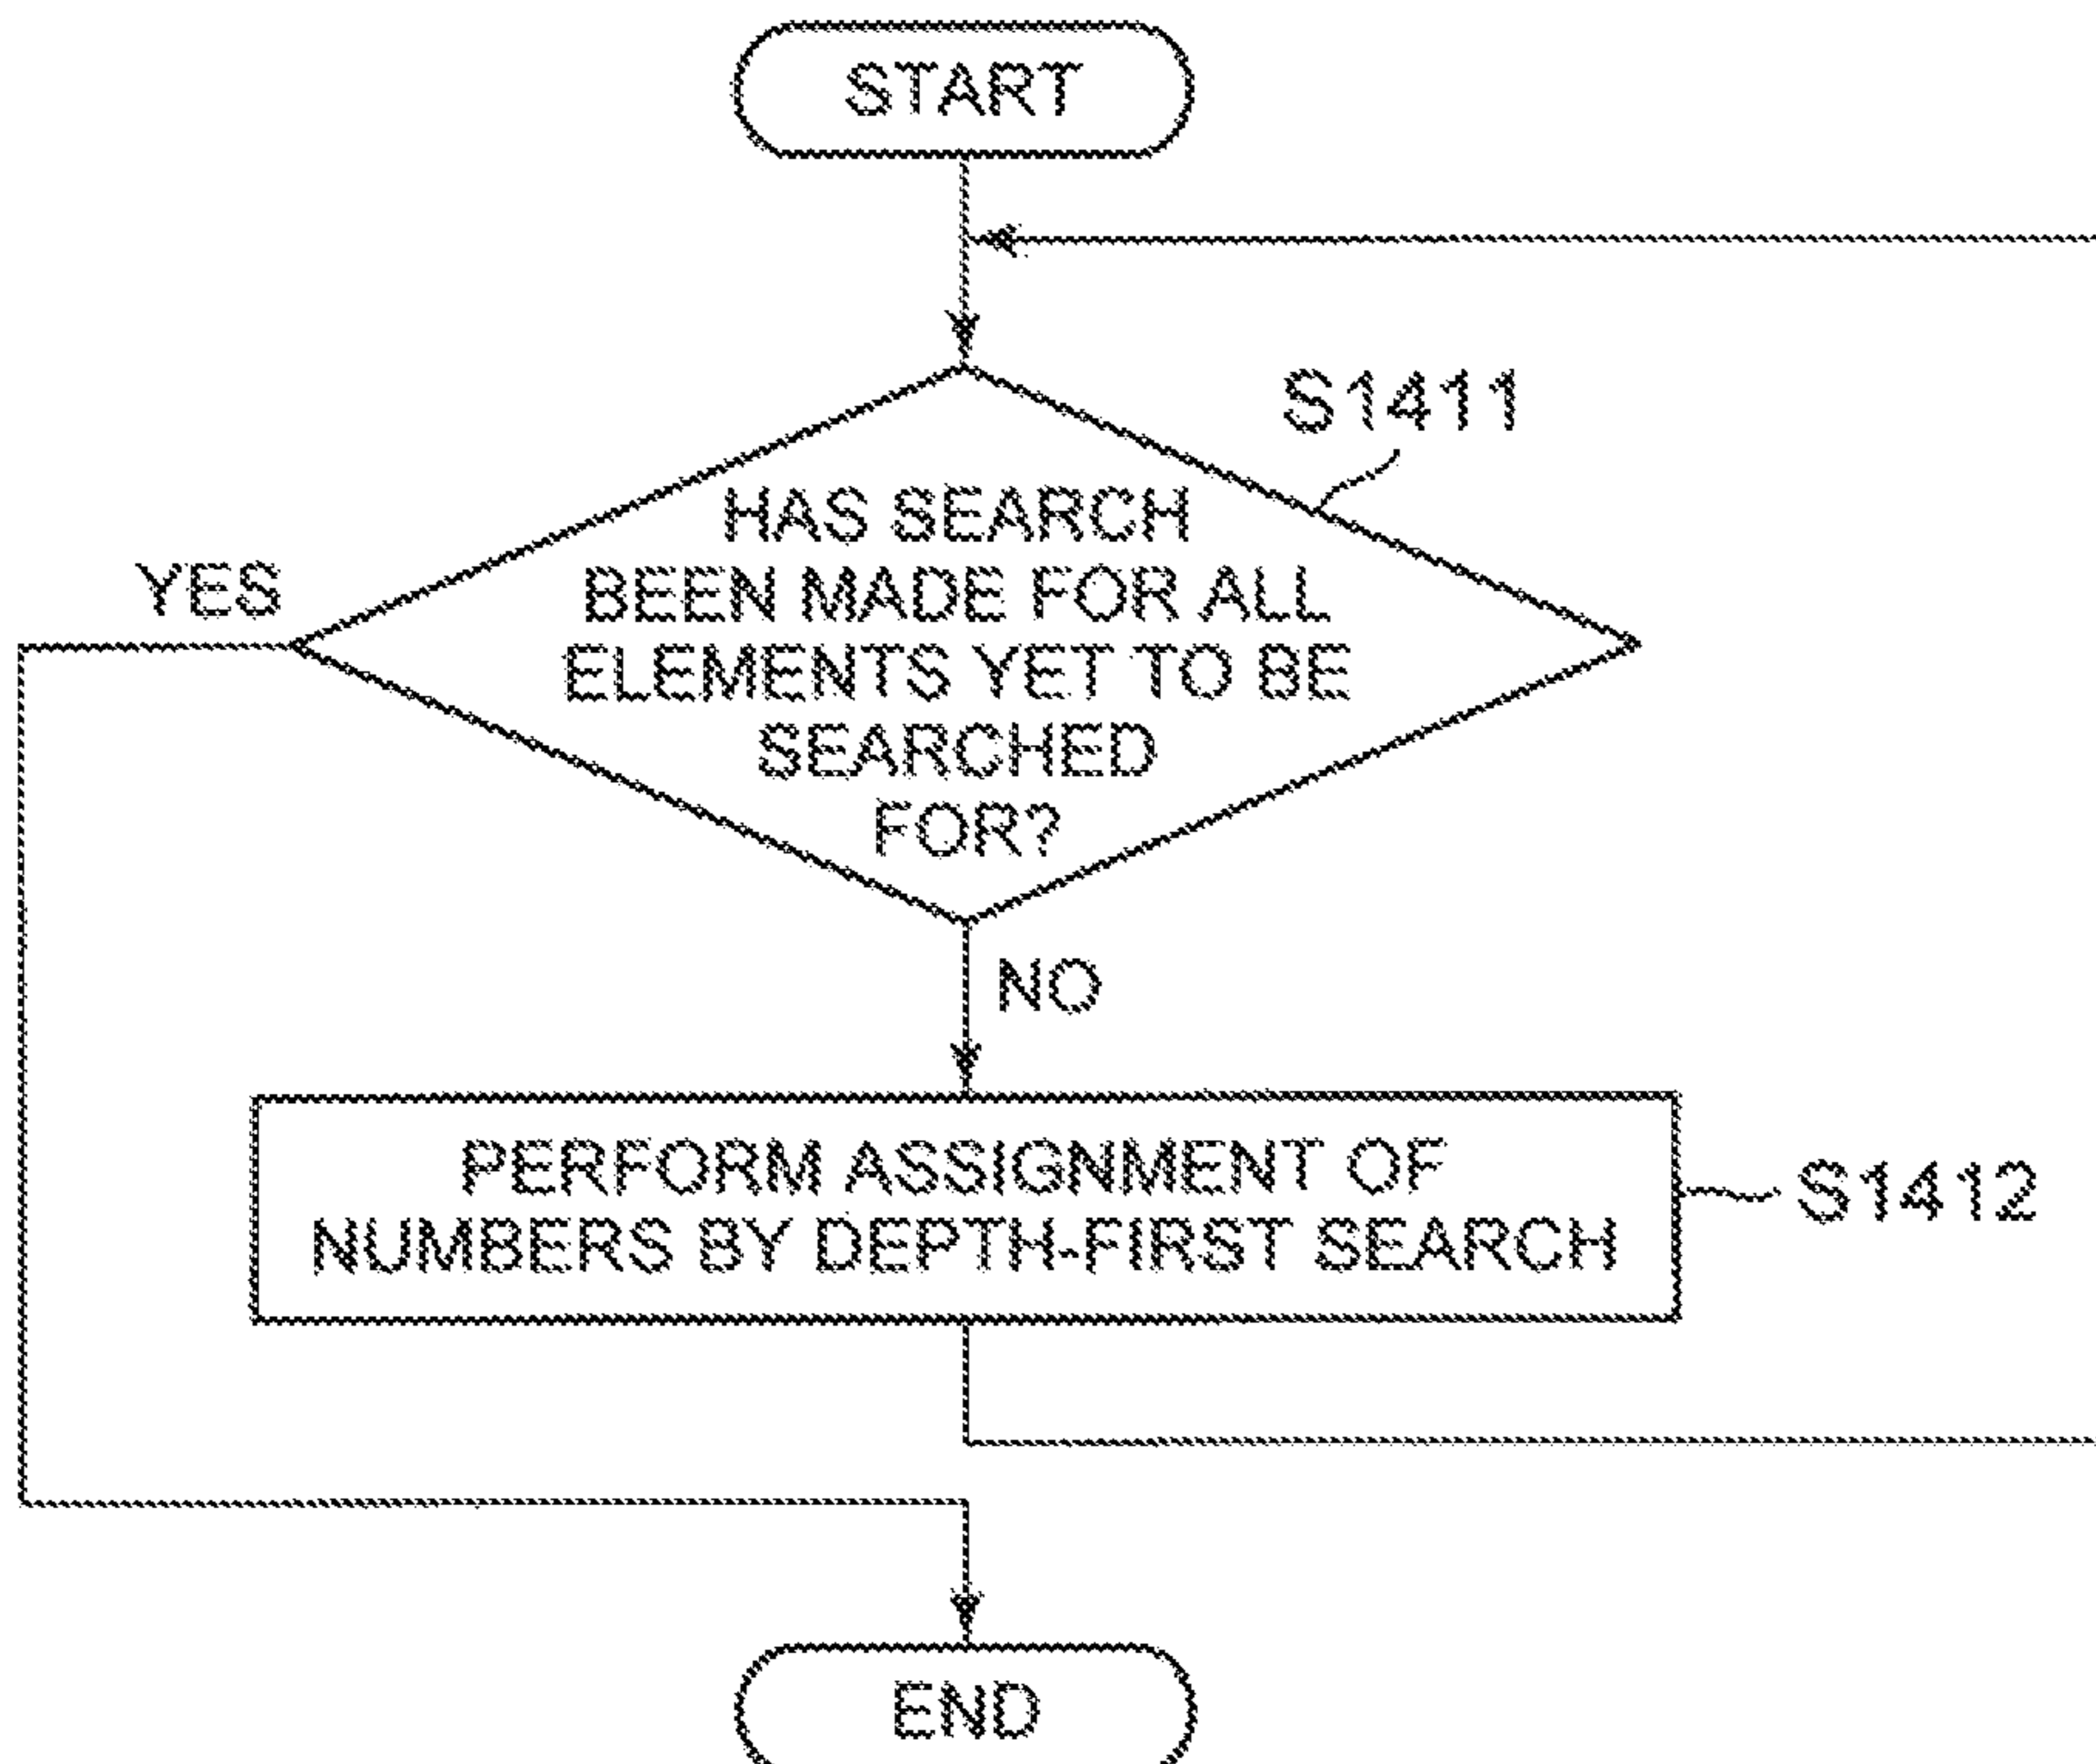 START
S1411
HAS SEARCH
BEEN MADE FOR ALL
ELEMENTS YET TO BE
SEARCHED
FOR?
YES
NO
PERFORM ASSIGNMENT OF
NUMBERS BY DEPTH-FIRST SEARCH
S1412
END